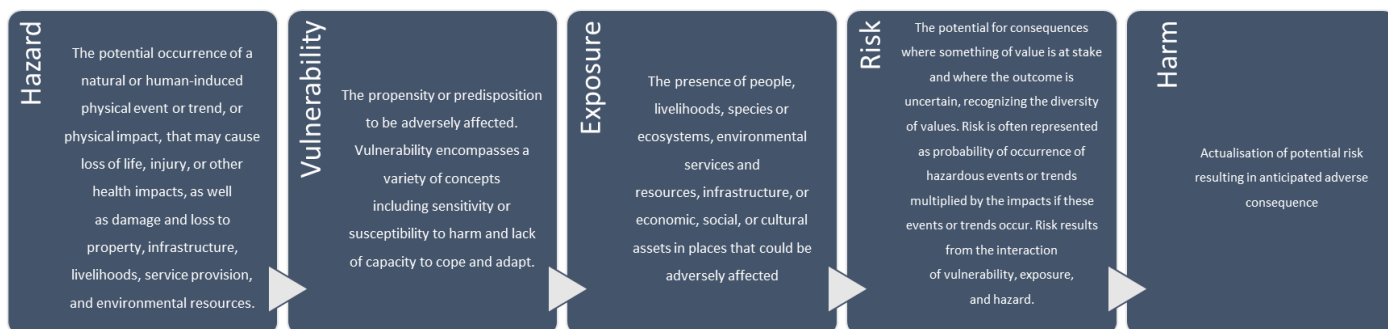 Hazard
The potential occurrence of a
natural or human-induced
physical event or trend, or
physical impact, that may cause
loss of life, injury, or other
health impacts, as well
as damage and loss to
property, infrastructure,
livelihoods, service provision,
and environmental resources.
Vulnerability
The propensity or predisposition
to be adversely affected.
Vulnerability encompasses a
variety of concepts
including sensitivity or
susceptibility to harm and lack
of capacity to cope and adapt.
Exposure
The presence of people,
livelihoods, species or
ecosystems, environmental
services and
resources, infrastructure, or
economic, social, or cultural
assets in places that could be
adversely affected
Risk
The potential for consequences
where something of value is at stake
and where the outcome is
uncertain, recognizing the diversity
of values. Risk is often represented
as probability of occurrence of
hazardous events or trends
multiplied by the impacts if these
events or trends occur. Risk results
from the interaction
of vulnerability, exposure,
and hazard.
Harm
Actualisation of potential risk
resulting in anticipated adverse
consequence